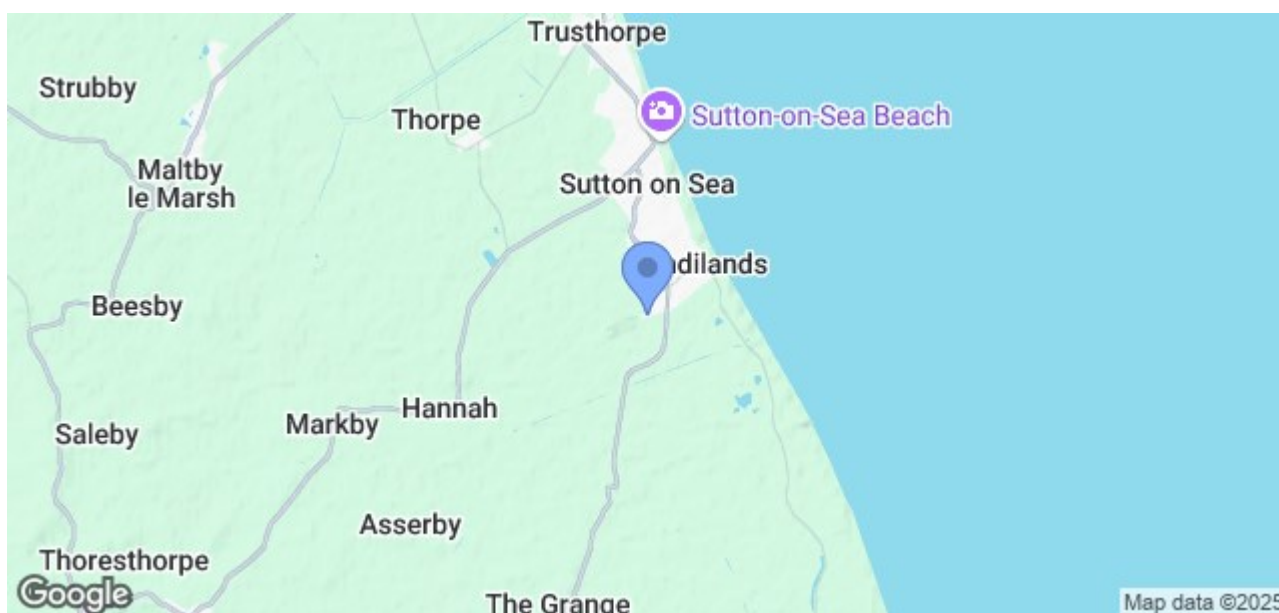 Trusthorpe
Strubby
Thorpe
Sutton-on-Sea Beach
Maltby
le Marsh
Sutton on Sea
Beesby
Hannah
Markby
Saleby
Asserby
Thoresthorpe
The Grange
Google
Map data ©2025